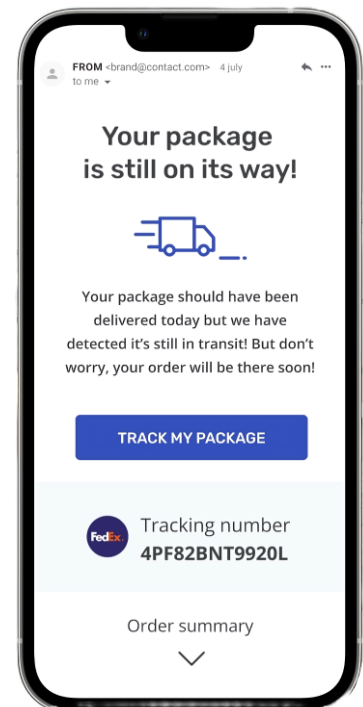 FROM <brand@contact.com> 4 july
to me
Your package
is still on its way!
Your package should have been
delivered today but we have
detected it’s still in transit! But don’t
worry, your order will be there soon!
TRACK MY PACKAGE
FedEx.
Tracking number
4PF82BNT9920L
Order summary